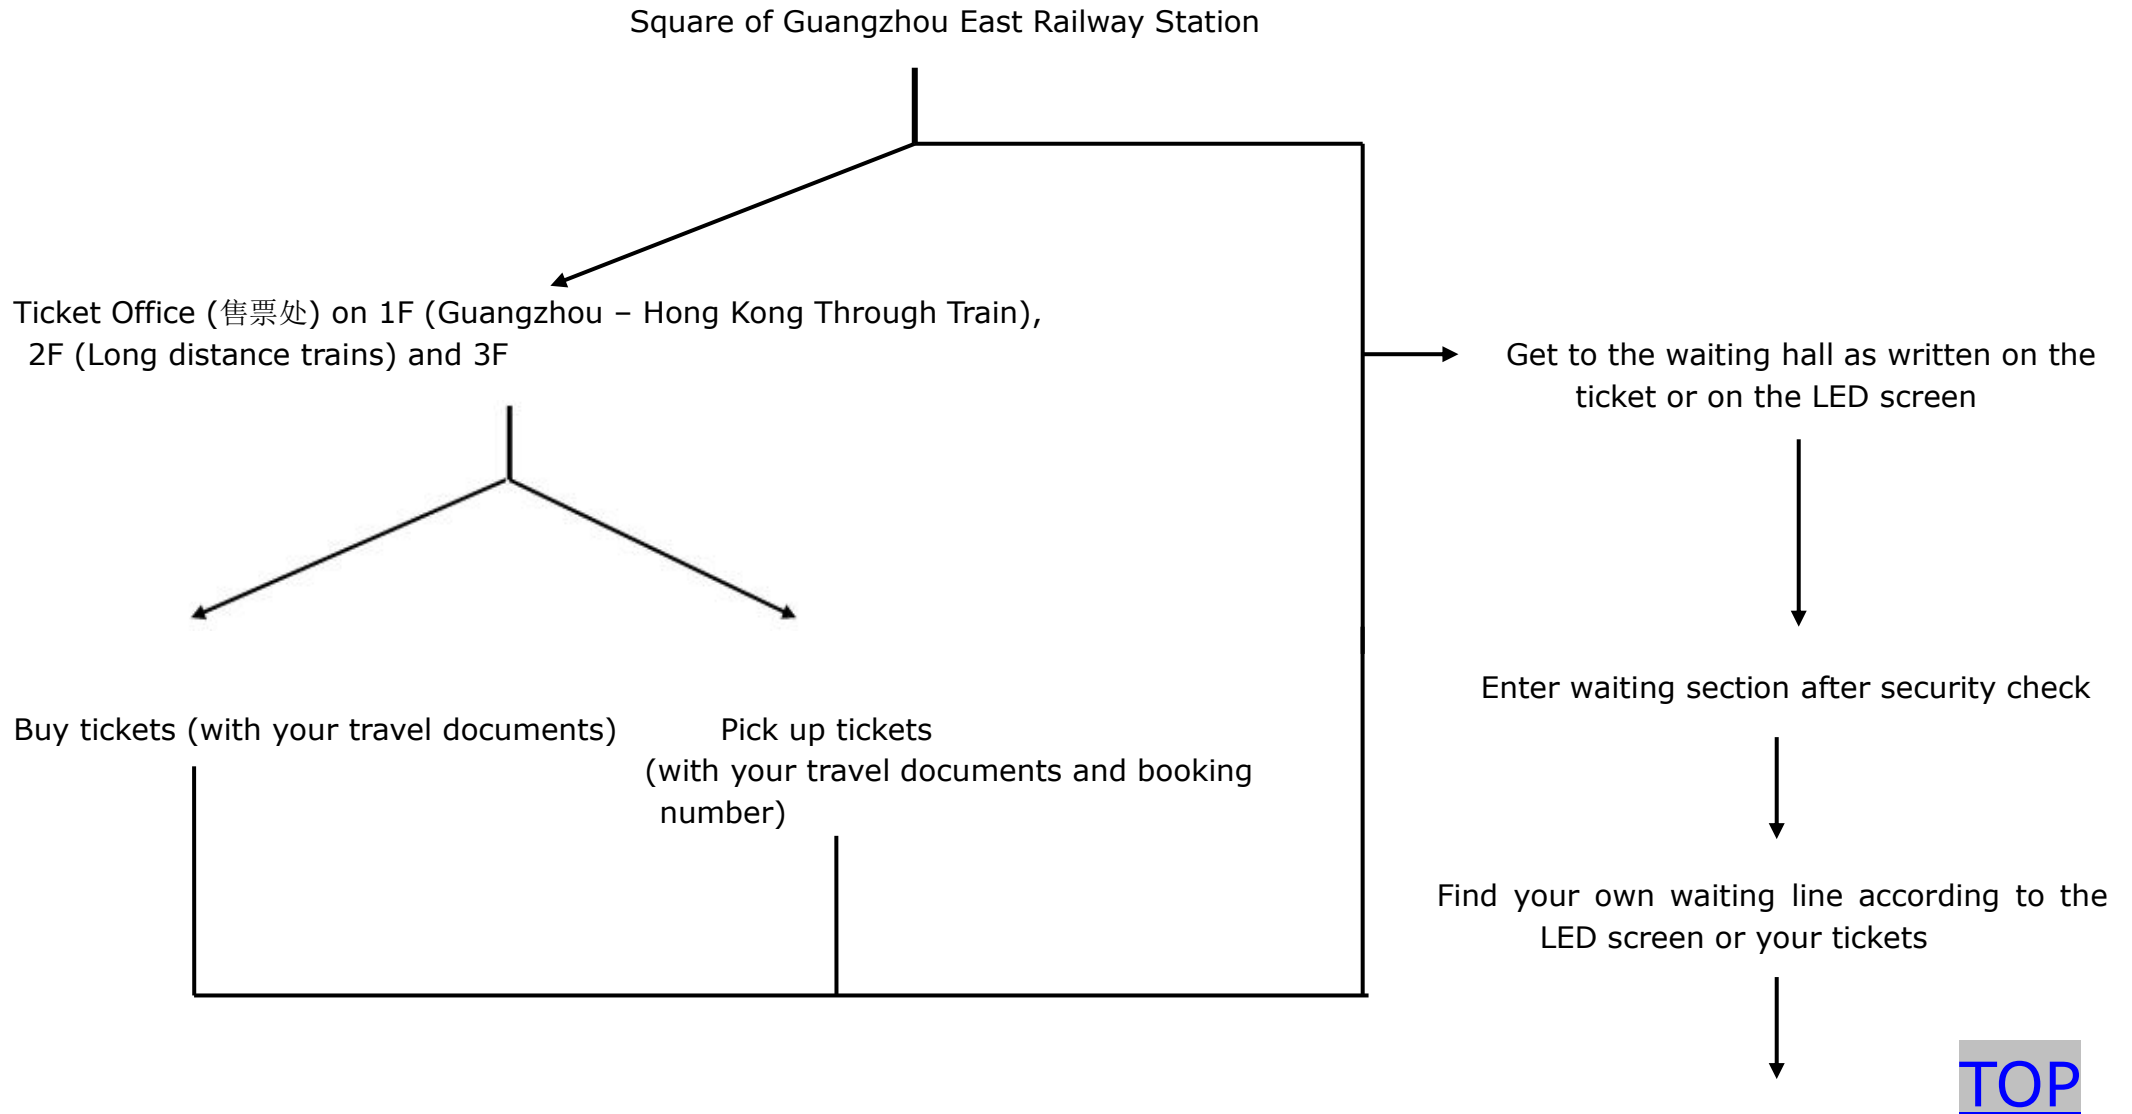 Square of Guangzhou East Railway Station
Ticket Office (售票处) on 1F (Guangzhou – Hong Kong Through Train),
2F (Long distance trains) and 3F
Get to the waiting hall as written on the
ticket or on the LED screen
Enter waiting section after security check
Buy tickets (with your travel documents)
Pick up tickets
(with your travel documents and booking
number)
Find your own waiting line according to the
LED screen or your tickets
TOP